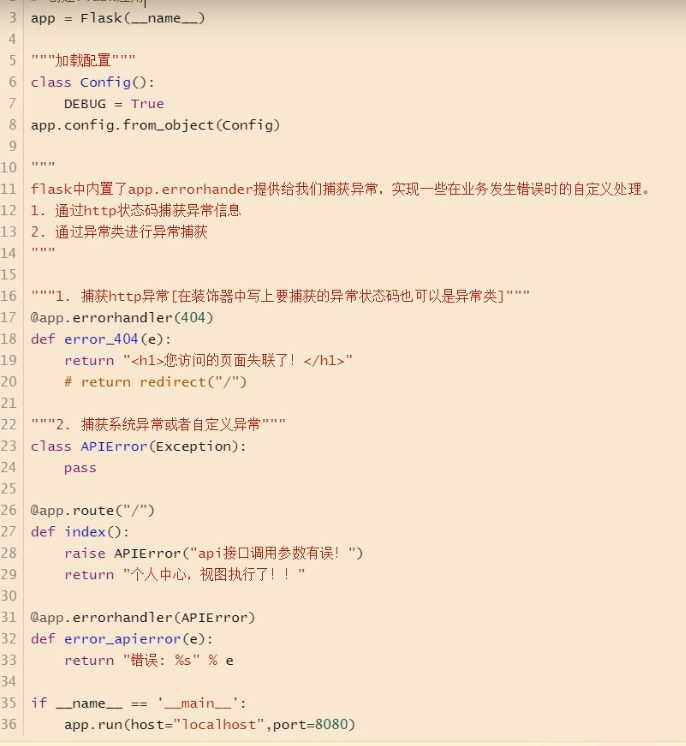 3 app = Flask(__name__)
4
5 """加载配置"""
6 class Config():
7     DEBUG = True
8 app.config.from_object(Config)
9
10 """
11 flask中内置了app.errorhander提供给我们捕获异常，实现一些在业务发生错误时的自定义处理。
12 1. 通过http状态码捕获异常信息
13 2. 通过异常类进行异常捕获
14 """
15
16 """1. 捕获http异常[在装饰器中写上要捕获的异常状态码也可以是异常类]"""
17 @app.errorhandler(404)
18 def error_404(e):
19     return "<h1>您访问的页面失联了！</h1>"
20     # return redirect("/")
21
22 """2. 捕获系统异常或者自定义异常"""
23 class APIError(Exception):
24     pass
25
26 @app.route("/")
27 def index():
28     raise APIError("api接口调用参数有误！")
29     return "个人中心，视图执行了！！"
30
31 @app.errorhandler(APIError)
32 def error_apierror(e):
33     return "错误: %s" % e
34
35 if __name__ == '__main__':
36     app.run(host="localhost",port=8080)